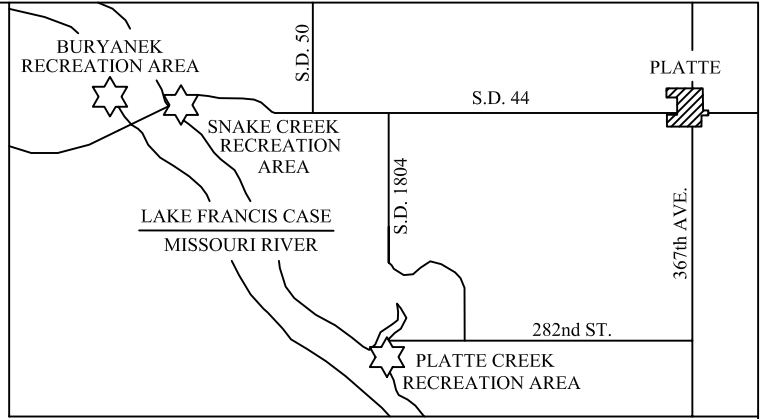 BURYANEK
RECREATION AREA
S.D. 50
PLATTE
S.D. 44
SNAKE CREEK
RECREATION
AREA
S.D. 1804
367th AVE.
LAKE FRANCIS CASE
MISSOURI RIVER
282nd ST.
PLATTE CREEK
RECREATION AREA